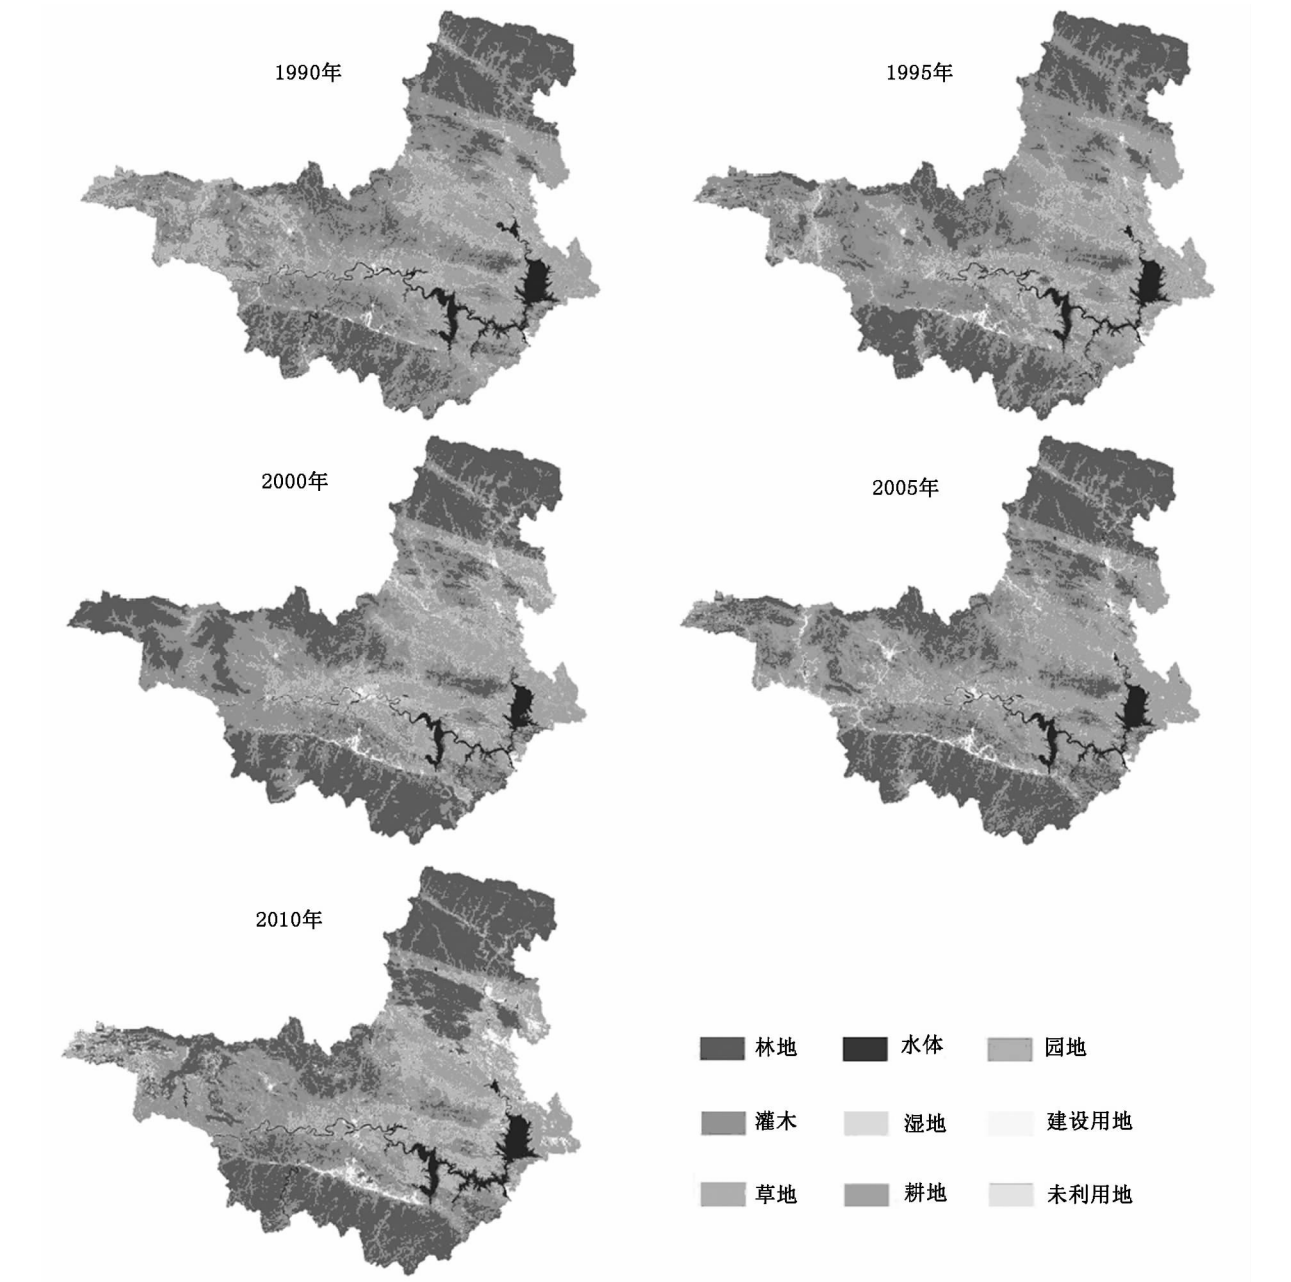 1990年
1995年
2000年
2005年
2010年
林地
水体
园地
灌木
湿地
建设用地
草地
耕地
未利用地